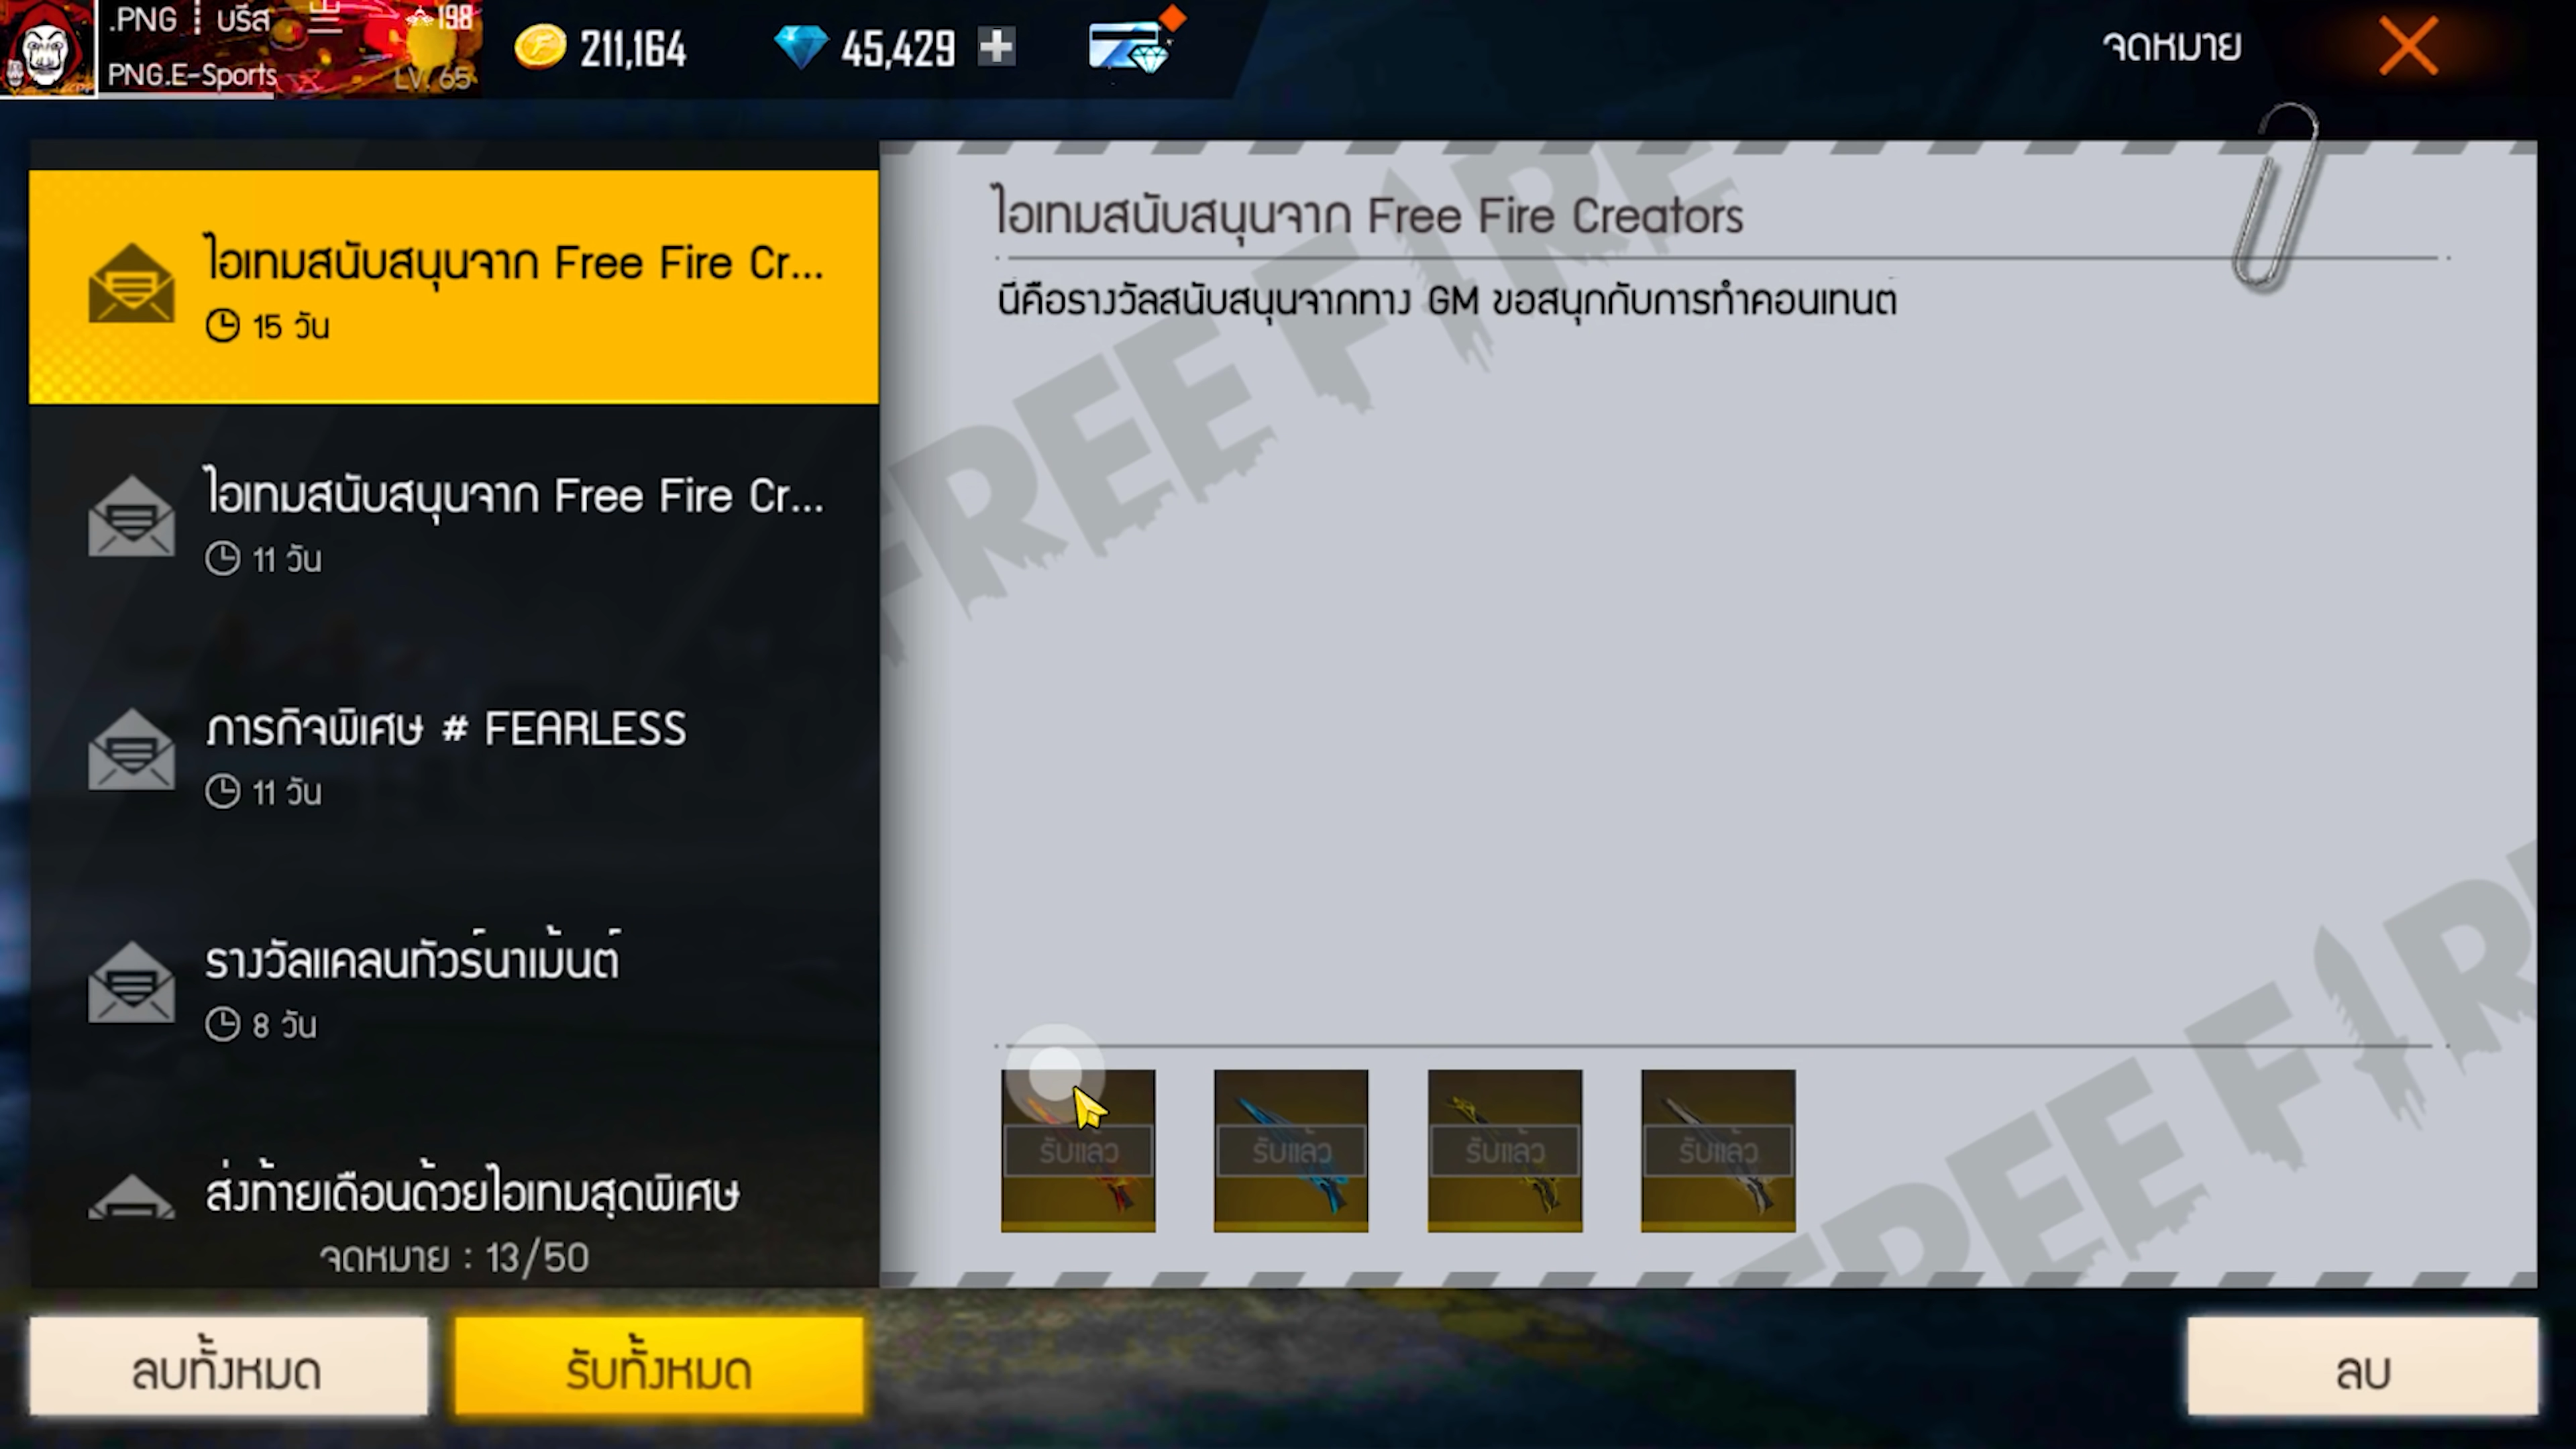 .PNG ┊ บรีส 亖 198
PNG.E-Sports LV. 65
211,164
45,429
จดหมาย
ไอเทมสนับสนุนจาก Free Fire Cr...
15 วัน
ไอเทมสนับสนุนจาก Free Fire Cr...
11 วัน
ภารกิจพิเศษ # FEARLESS
11 วัน
รางวัลแคลนทัวร์นาเม้นต์
8 วัน
ส่งท้ายเดือนด้วยไอเทมสุดพิเศษ
จดหมาย : 13/50
ลบทั้งหมด
รับทั้งหมด
ไอเทมสนับสนุนจาก Free Fire Creators
นี่คือรางวัลสนับสนุนจากทาง GM ขอสนุกกับการทำคอนเทนต์
FREE FIRE
รับแล้ว
รับแล้ว
รับแล้ว
รับแล้ว
FREE FIR
ลบ